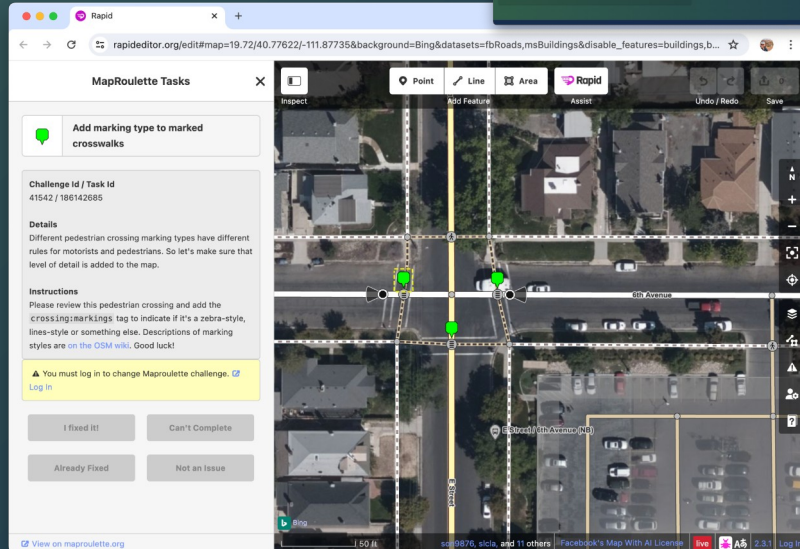 Rapid
rapideditor.org/edit#map=19.72/40.77622/-111.87735&background=Bing&datasets=fbRoads,msBuildings&disable_features=buildings,b...
MapRoulette Tasks
Add marking type to marked
crosswalks
Challenge Id / Task Id
41542 / 186142685
Details
Different pedestrian crossing marking types have different
rules for motorists and pedestrians. So let's make sure that
level of detail is added to the map.
Instructions
Please review this pedestrian crossing and add the
crossing:markings tag to indicate if it's a zebra-style,
lines-style or something else. Descriptions of marking
styles are on the OSM wiki. Good luck!
You must log in to change Maproulette challenge.
Log In
I fixed it!
Can't Complete
Already Fixed
Not an Issue
View on maproulette.org
Inspect
Point
Line
Area
Add Feature
Rapid
Assist
Undo / Redo
0
Save
N
6th Avenue
E Street / 6th Avenue (NB)
E Street
b Bing
50 ft
and 11 others
Facebook's Map With AI License
live
Aあ
2.3.1
Log In